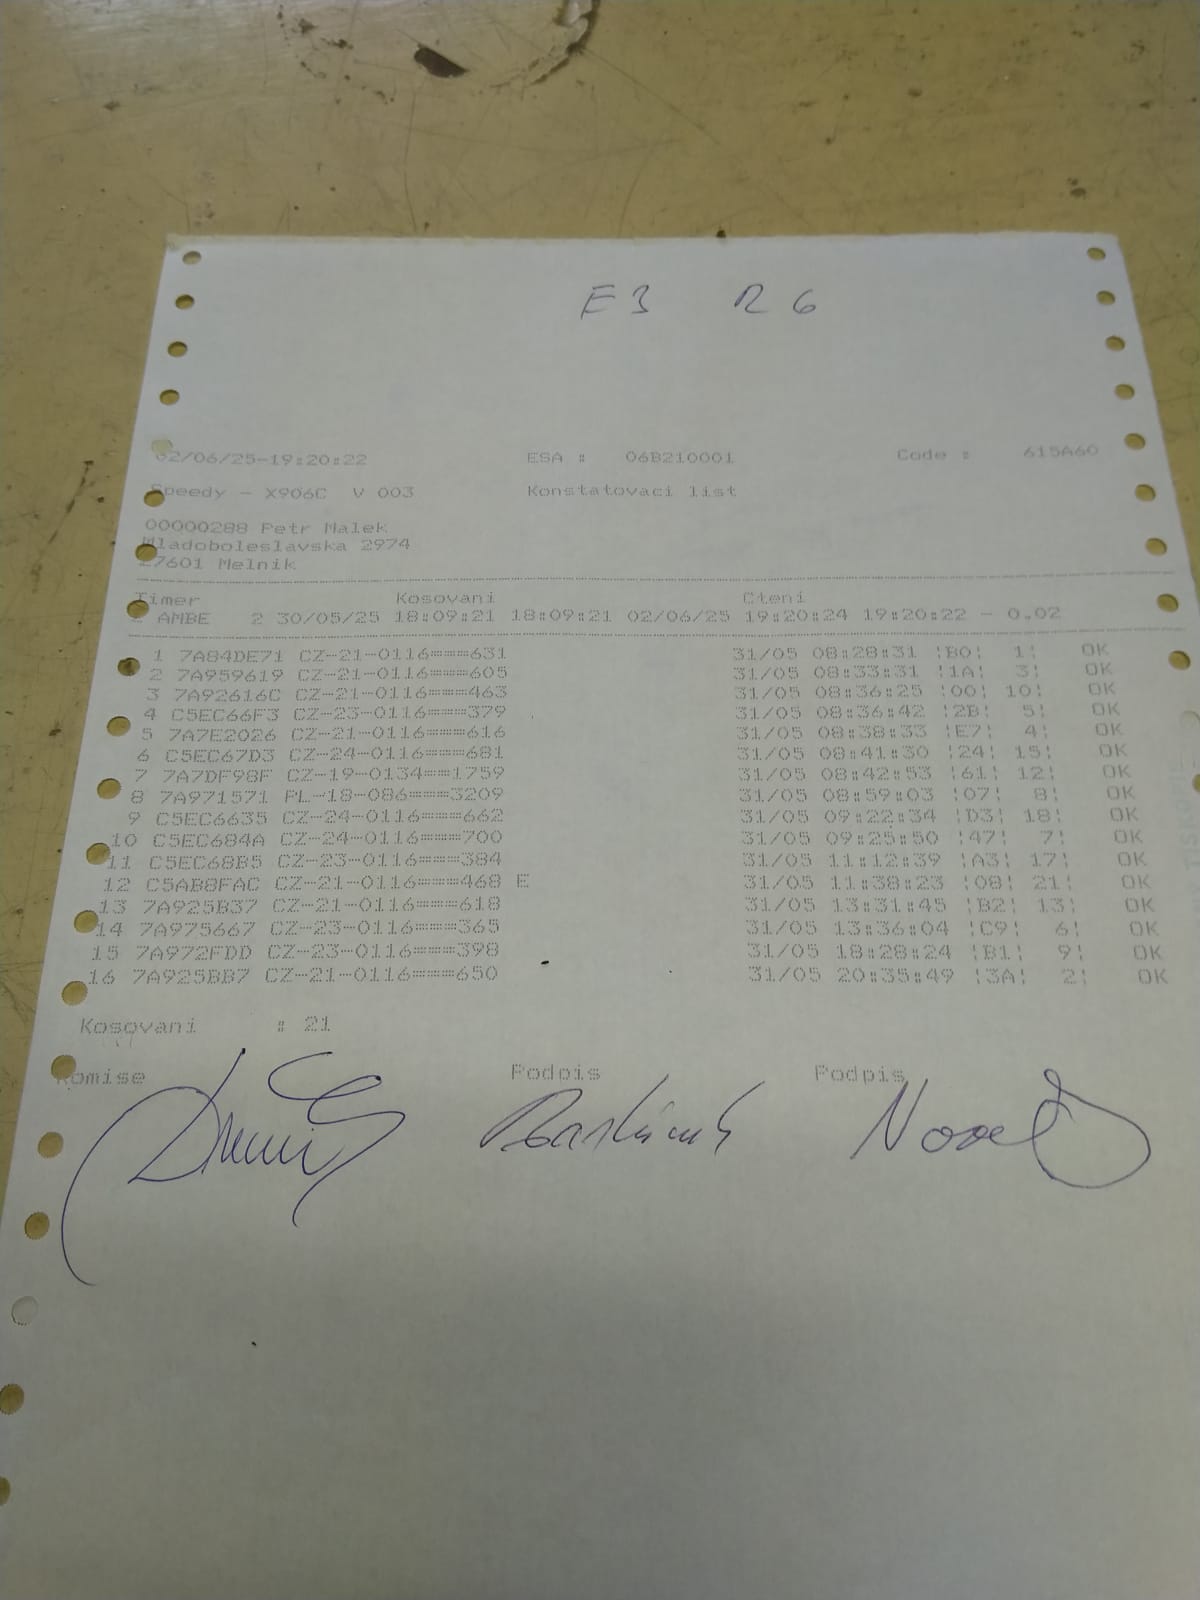 E3 R6
02/06/25-19:20:22 ESA : 06B210001 Code : 615A60
Speedy - X906C V 003 Konstatovaci list
00000288 Petr Malek
Mladoboleslavska 2974
27601 Melnik
Timer Kosovani Cteni
AMBE 2 30/05/25 18:09:21 18:09:21 02/06/25 19:20:24 19:20:22 - 0.02
1 7A84DE71 CZ-21-0116===631 31/05 08:28:31 ¦B0¦ 1¦ OK
2 7A959619 CZ-21-0116===605 31/05 08:33:31 ¦1A¦ 3¦ OK
3 7A92616C CZ-21-0116===463 31/05 08:36:25 ¦00¦ 10¦ OK
4 C5EC66F3 CZ-23-0116===379 31/05 08:36:42 ¦2B¦ 5¦ OK
5 7A7E2026 CZ-21-0116===616 31/05 08:38:33 ¦E7¦ 4¦ OK
6 C5EC67D3 CZ-24-0116===681 31/05 08:41:30 ¦24¦ 15¦ OK
7 7A7DF98F CZ-19-0134===1759 31/05 08:42:53 ¦61¦ 12¦ OK
8 7A971571 PL-18-086===3209 31/05 08:59:03 ¦07¦ 8¦ OK
9 C5EC6635 CZ-24-0116===662 31/05 09:22:34 ¦D3¦ 18¦ OK
10 C5EC684A CZ-24-0116===700 31/05 09:25:50 ¦47¦ 7¦ OK
11 C5EC68B5 CZ-23-0116===384 31/05 11:12:39 ¦A3¦ 17¦ OK
12 C5AB8FAC CZ-21-0116===468 E 31/05 11:38:23 ¦08¦ 21¦ OK
13 7A925B37 CZ-21-0116===618 31/05 13:31:45 ¦B2¦ 13¦ OK
14 7A975667 CZ-23-0116===365 31/05 13:36:04 ¦C9¦ 6¦ OK
15 7A972FDD CZ-23-0116===398 31/05 18:28:24 ¦B1¦ 9¦ OK
16 7A925BB7 CZ-21-0116===650 31/05 20:35:49 ¦3A¦ 2¦ OK
Kosovani : 21
Komise Podpis Podpis